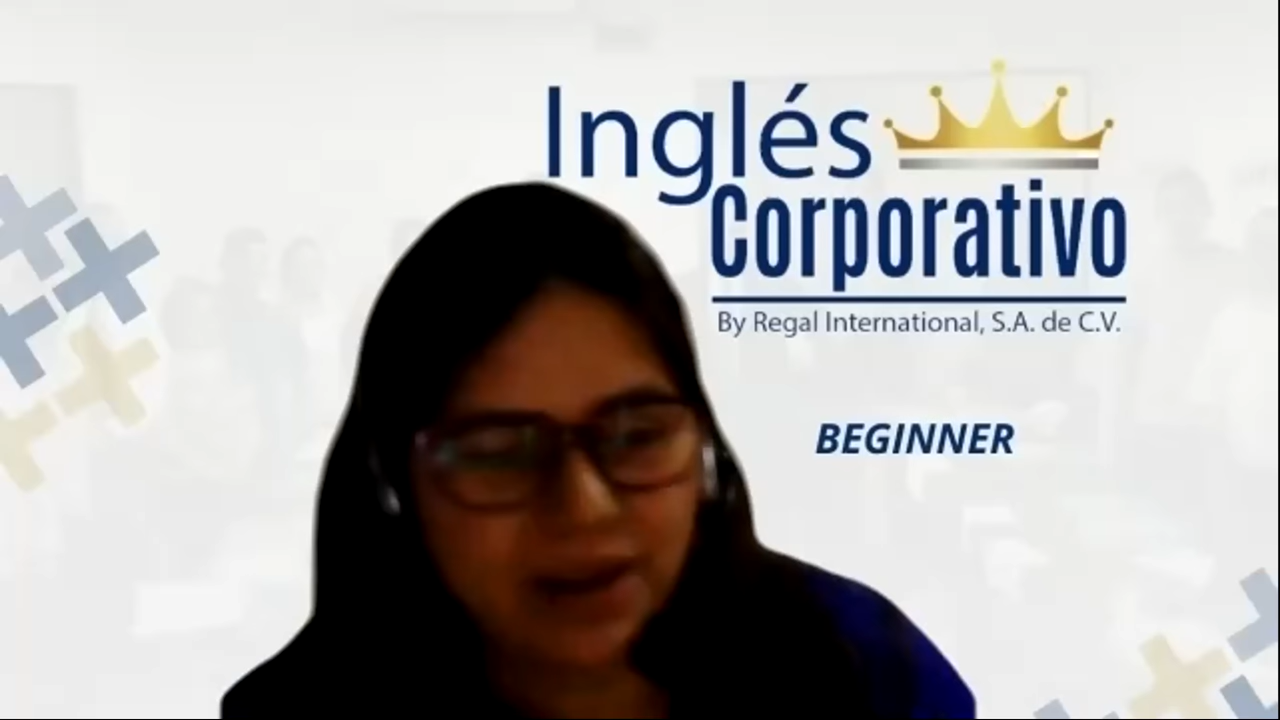 Inglés
Corporativo
By Regal International, S.A. de C.V.
BEGINNER